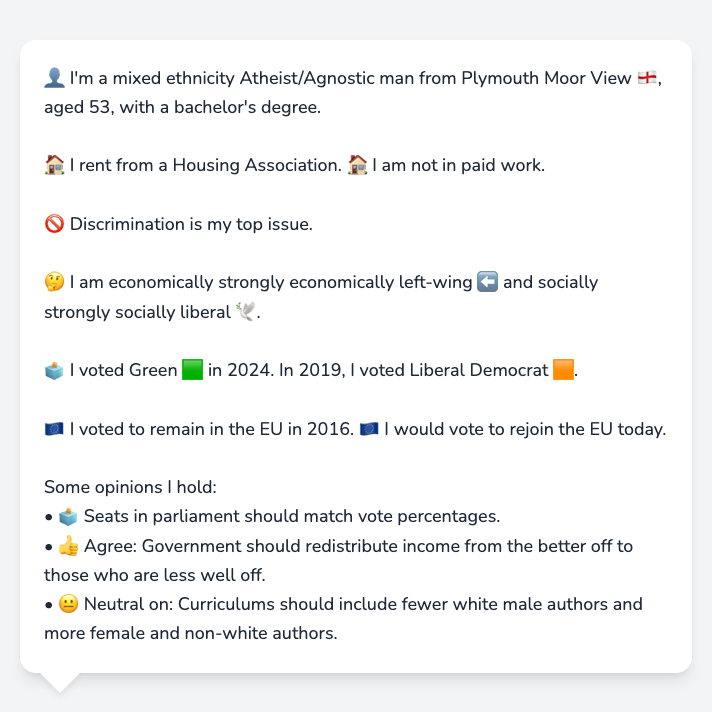 👤 I'm a mixed ethnicity Atheist/Agnostic man from Plymouth Moor View 🏴󠁧󠁢󠁥󠁮󠁧󠁿,
aged 53, with a bachelor's degree.
🏠 I rent from a Housing Association. 🏠 I am not in paid work.
🚫 Discrimination is my top issue.
🤔 I am economically strongly economically left-wing ⬅️ and socially
strongly socially liberal 🕊️.
🗳️ I voted Green 🟩 in 2024. In 2019, I voted Liberal Democrat 🟧.
🇪🇺 I voted to remain in the EU in 2016. 🇪🇺 I would vote to rejoin the EU today.
Some opinions I hold:
• 🗳️ Seats in parliament should match vote percentages.
• 👍 Agree: Government should redistribute income from the better off to
those who are less well off.
• 😐 Neutral on: Curriculums should include fewer white male authors and
more female and non-white authors.